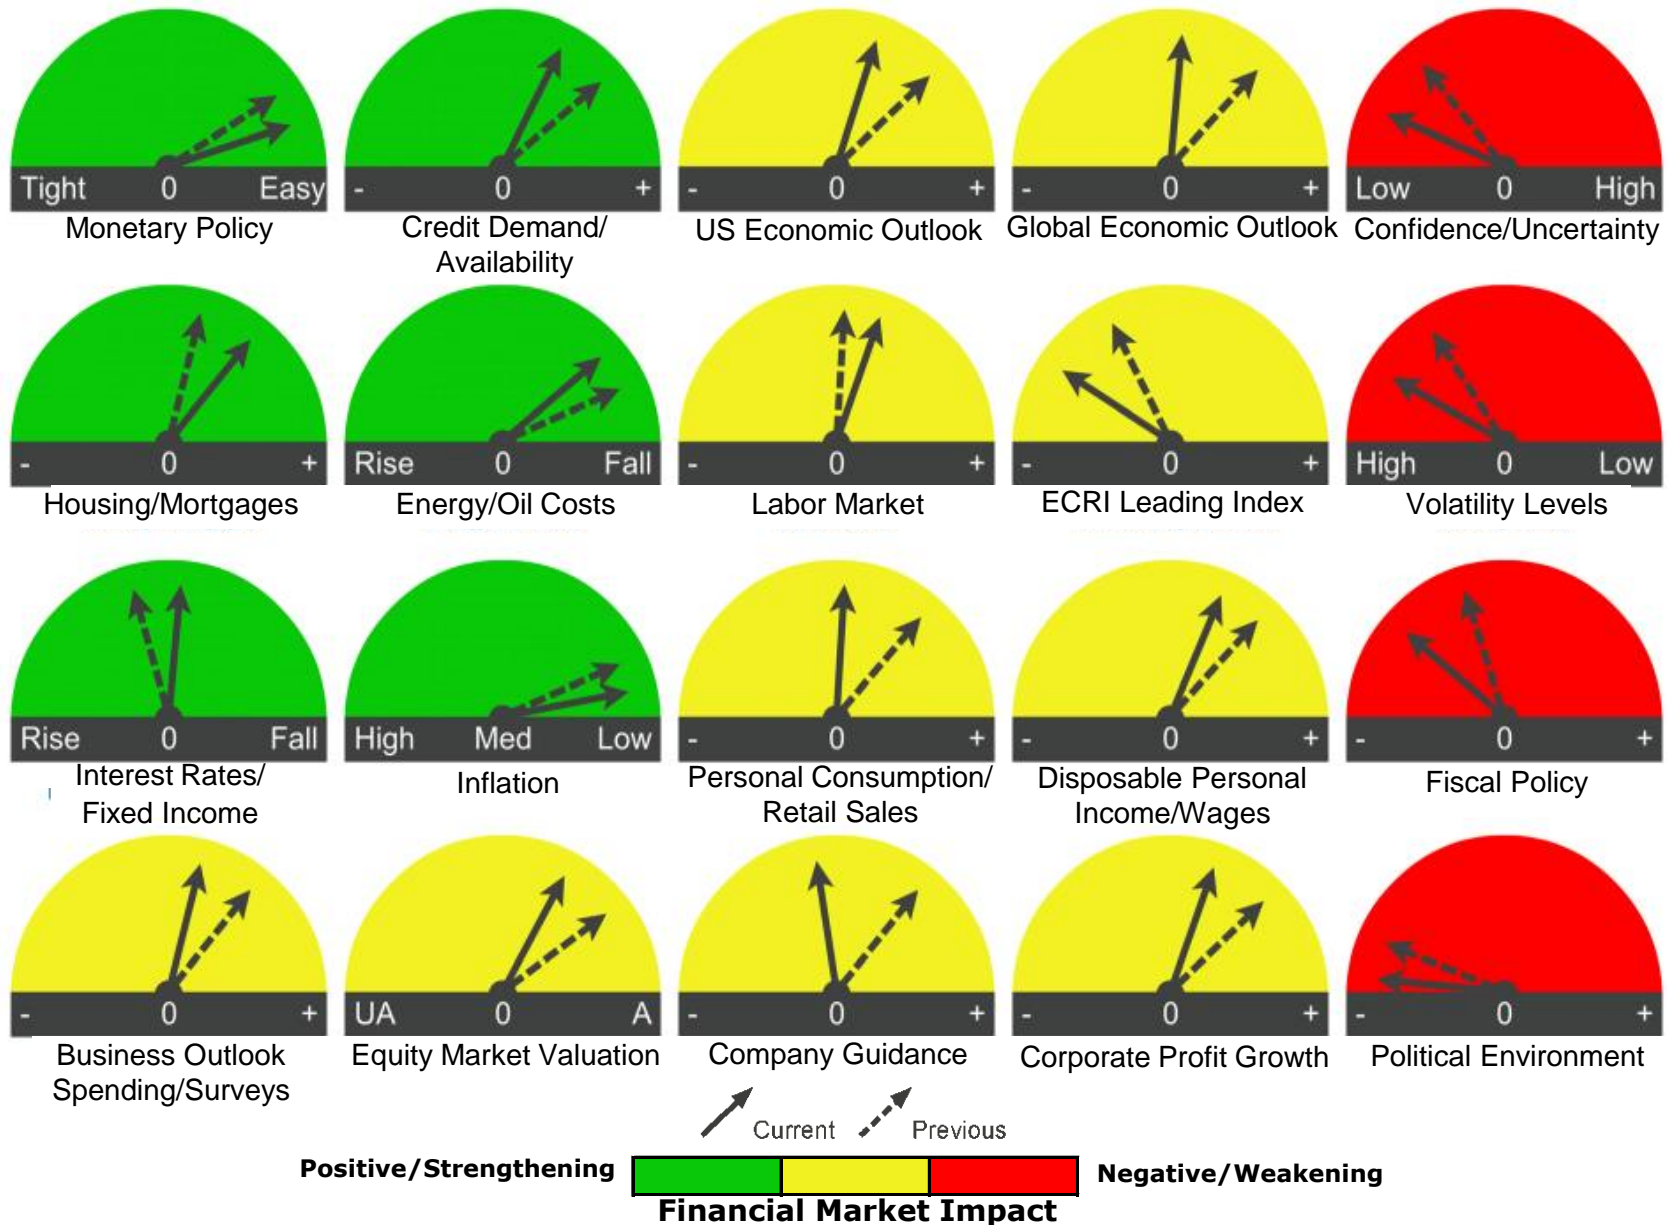 Tight 0 Easy
- 0 +
- 0 +
- 0 +
Low 0 High
Monetary Policy
Credit Demand/
Availability
US Economic Outlook
Global Economic Outlook
Confidence/Uncertainty
- 0 +
Rise 0 Fall
- 0 +
- 0 +
High 0 Low
Housing/Mortgages
Energy/Oil Costs
Labor Market
ECRI Leading Index
Volatility Levels
Rise 0 Fall
High Med Low
- 0 +
- 0 +
- 0 +
Interest Rates/
Fixed Income
Inflation
Personal Consumption/
Retail Sales
Disposable Personal
Income/Wages
Fiscal Policy
- 0 +
UA 0 A
- 0 +
- 0 +
- 0 +
Business Outlook
Spending/Surveys
Equity Market Valuation
Company Guidance
Corporate Profit Growth
Political Environment
Current
Previous
Positive/Strengthening
Negative/Weakening
Financial Market Impact